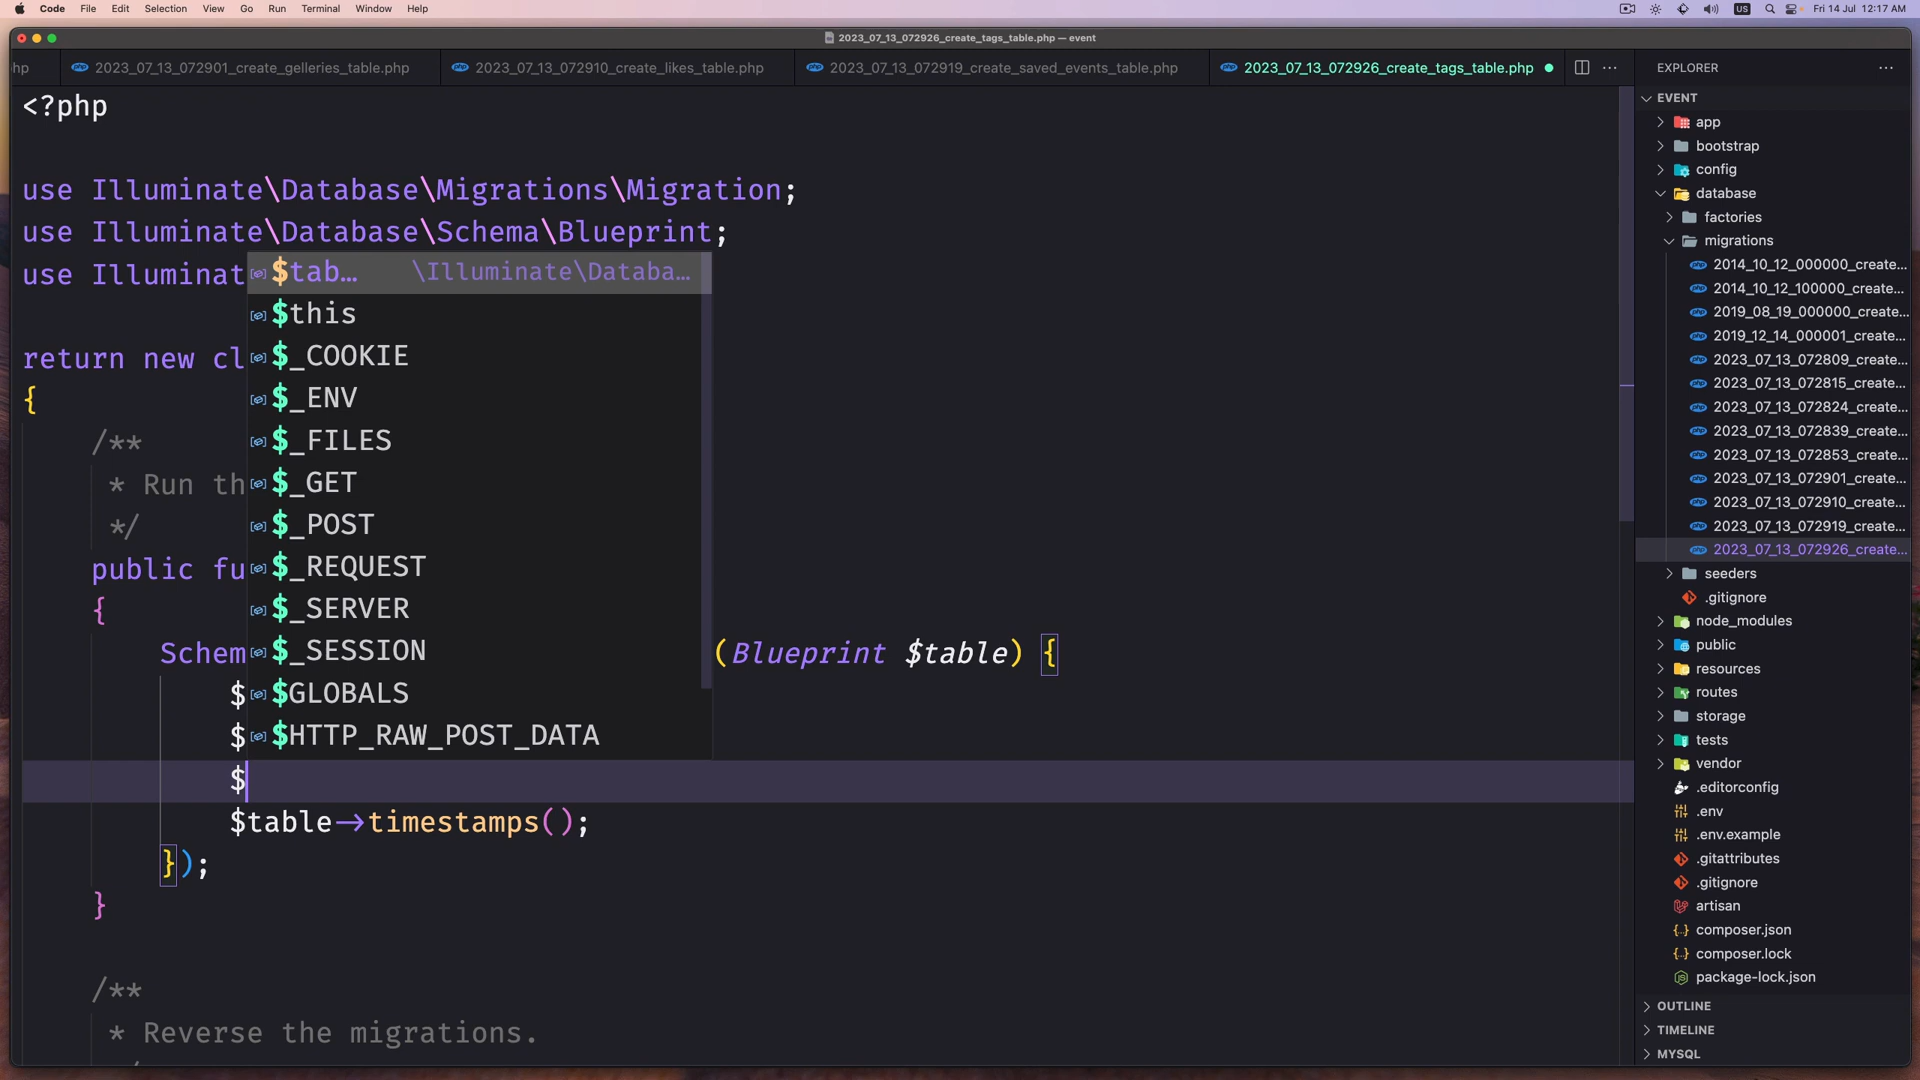 Code File Edit Selection View Go Run Terminal Window Help
US Fri 14 Jul 12:17 AM
2023_07_13_072926_create_tags_table.php — event
hp 2023_07_13_072901_create_gelleries_table.php 2023_07_13_072910_create_likes_table.php 2023_07_13_072919_create_saved_events_table.php 2023_07_13_072926_create_tags_table.php
<?php
use Illuminate\Database\Migrations\Migration;
use Illuminate\Database\Schema\Blueprint;
use Illuminat
return new cl
{
/**
* Run th
*/
public fu
{
Schem
(Blueprint $table) {
$
$
$
$table→timestamps();
});
}
/**
* Reverse the migrations.
$tab… \Illuminate\Databa…
$this
$_COOKIE
$_ENV
$_FILES
$_GET
$_POST
$_REQUEST
$_SERVER
$_SESSION
$GLOBALS
$HTTP_RAW_POST_DATA
EXPLORER
EVENT
app
bootstrap
config
database
factories
migrations
2014_10_12_000000_create...
2014_10_12_100000_create...
2019_08_19_000000_create...
2019_12_14_000001_create...
2023_07_13_072809_create...
2023_07_13_072815_create...
2023_07_13_072824_create...
2023_07_13_072839_create...
2023_07_13_072853_create...
2023_07_13_072901_create...
2023_07_13_072910_create...
2023_07_13_072919_create...
2023_07_13_072926_create...
seeders
.gitignore
node_modules
public
resources
routes
storage
tests
vendor
.editorconfig
.env
.env.example
.gitattributes
.gitignore
artisan
composer.json
composer.lock
package-lock.json
OUTLINE
TIMELINE
MYSQL